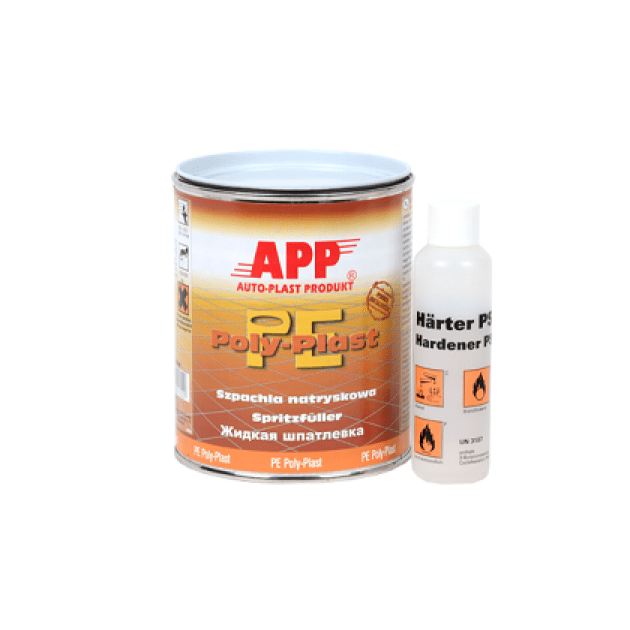 APP
AUTO-PLAST PRODUKT
PE
Poly-Plast
Szpachla natryskowa
Spritzfüller
Жидкая шпатлевка
PE Poly-Plast
PE Poly-Plast
PE Poly-Plast
Härter PS
Hardener P
UN 3107